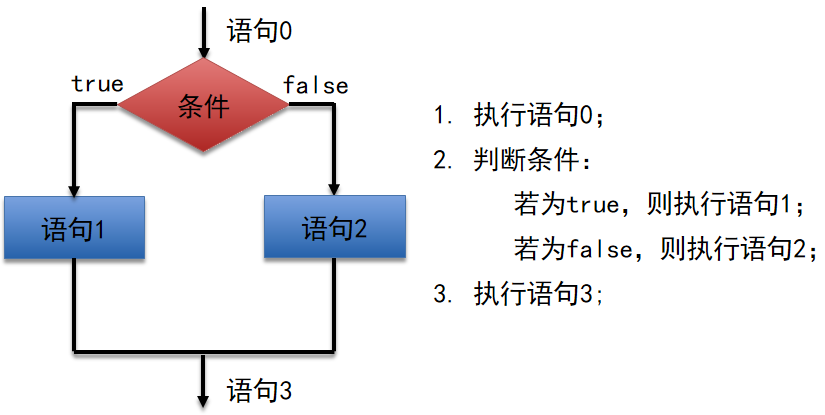 语句0
true
false
条件
语句1
语句2
语句3
1. 执行语句0；
2. 判断条件：
若为true，则执行语句1；
若为false，则执行语句2；
3. 执行语句3；